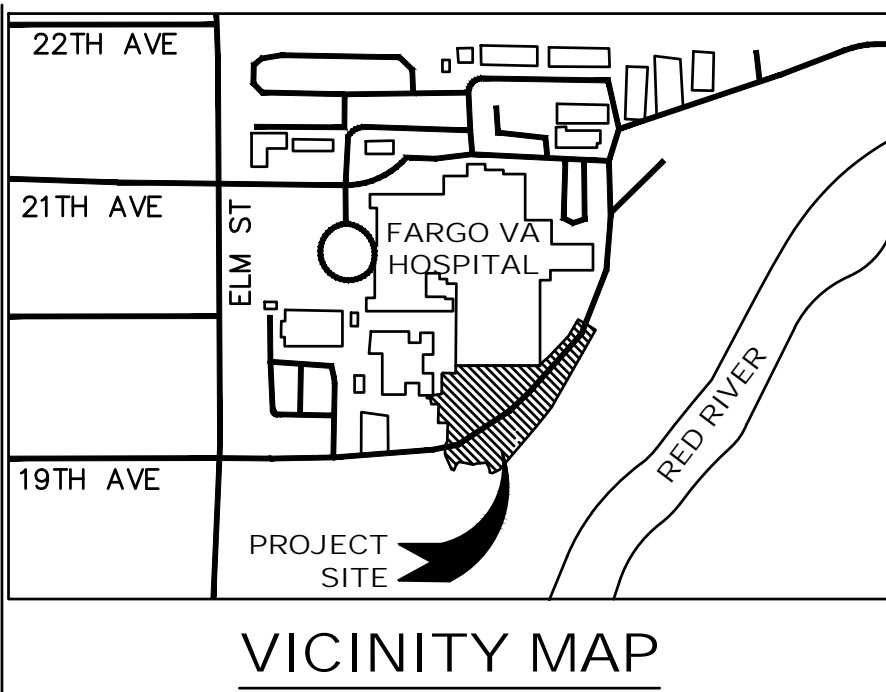 22TH AVE
21TH AVE
ELM ST
FARGO VA
HOSPITAL
RED RIVER
19TH AVE
PROJECT
SITE
VICINITY MAP